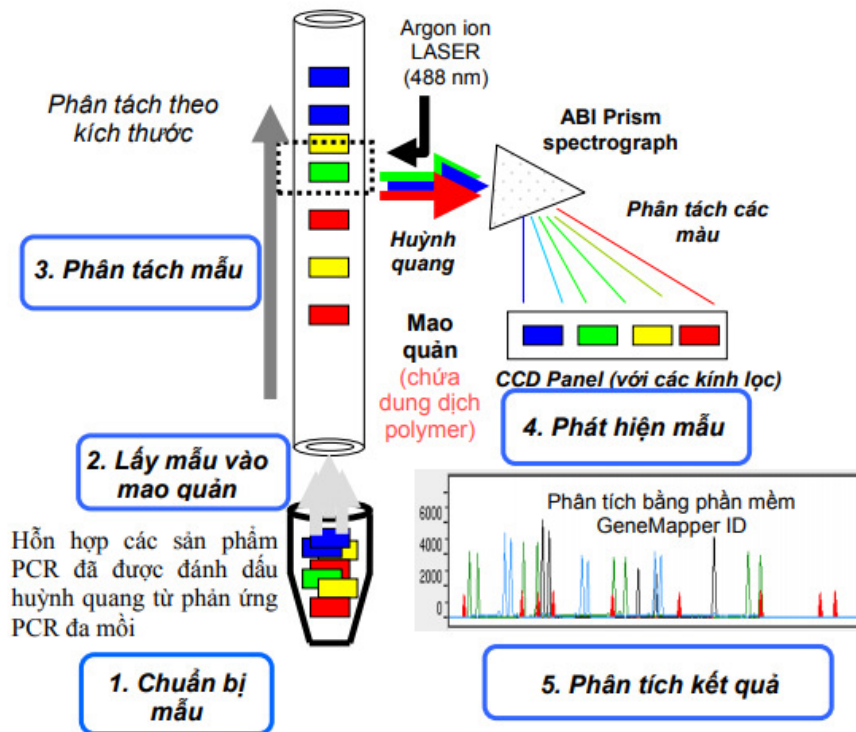 Argon ion
LASER
(488 nm)
Phân tách theo
kích thước
ABI Prism
spectrograph
Phân tách các
màu
Huỳnh
quang
3. Phân tách mẫu
Mao
quản
(chứa
dung dịch
polymer)
CCD Panel (với các kính lọc)
4. Phát hiện mẫu
2. Lấy mẫu vào
mao quản
Hỗn hợp các sản phẩm
PCR đã được đánh dấu
huỳnh quang từ phản ứng
PCR đa mồi
1. Chuẩn bị
mẫu
Phân tích bằng phần mềm
GeneMapper ID
6000
4000
2000
0
5. Phân tích kết quả